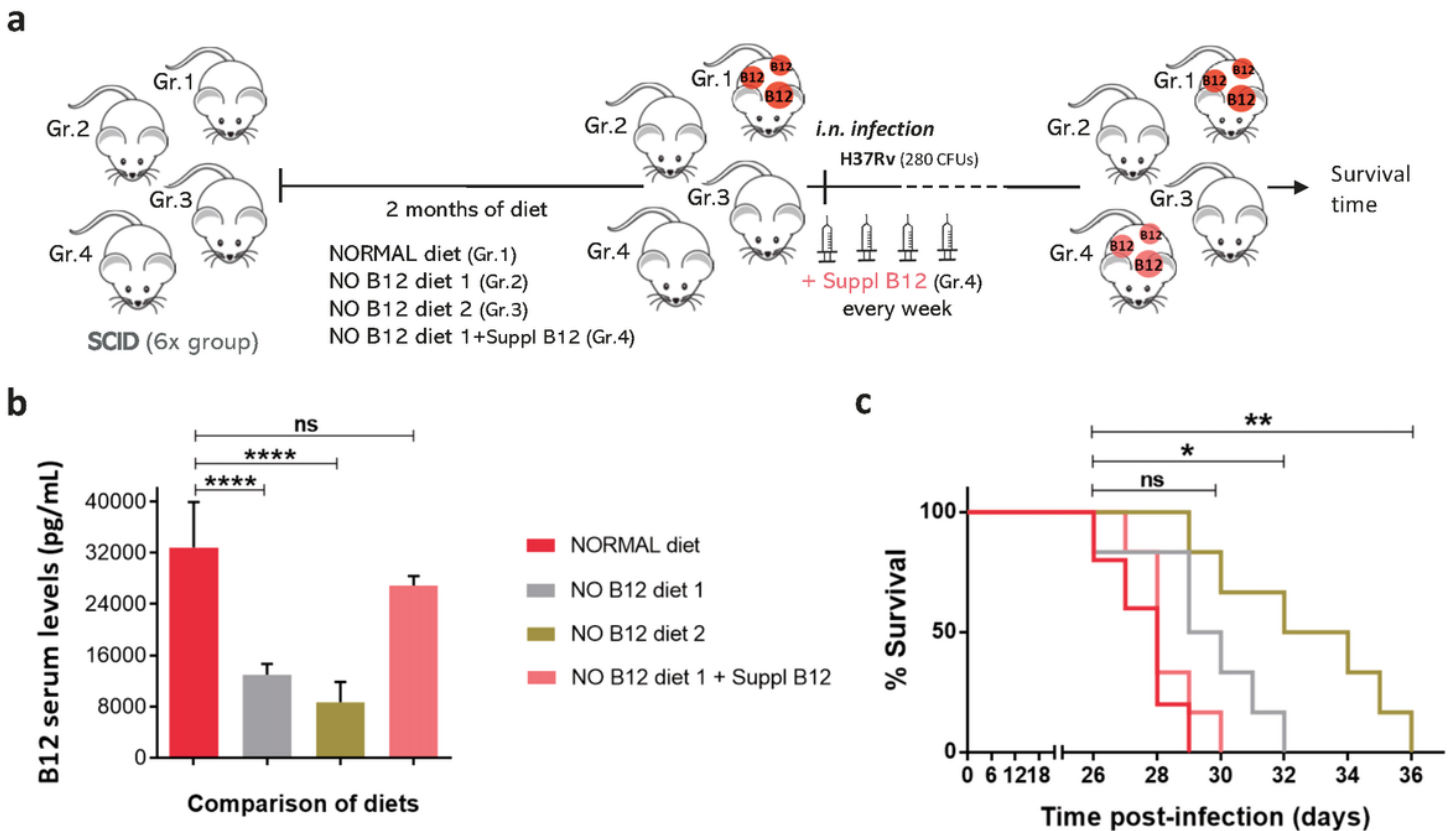 a
Gr.1
Gr.2
Gr.3
Gr.4
SCID (6x group)
2 months of diet
NORMAL diet (Gr.1)
NO B12 diet 1 (Gr.2)
NO B12 diet 2 (Gr.3)
NO B12 diet 1+Suppl B12 (Gr.4)
Gr.1
B12
B12
B12
Gr.2
Gr.3
Gr.4
i.n. infection
H37Rv (280 CFUs)
+ Suppl B12 (Gr.4)
every week
Gr.1
B12
B12
B12
Gr.2
Gr.3
Gr.4
B12
B12
B12
Survival
time
b
ns
****
****
B12 serum levels (pg/mL)
40000
32000
24000
16000
8000
0
Comparison of diets
NORMAL diet
NO B12 diet 1
NO B12 diet 2
NO B12 diet 1 + Suppl B12
c
**
*
ns
% Survival
100
50
0
0 6 12 18 26 28 30 32 34 36
Time post-infection (days)